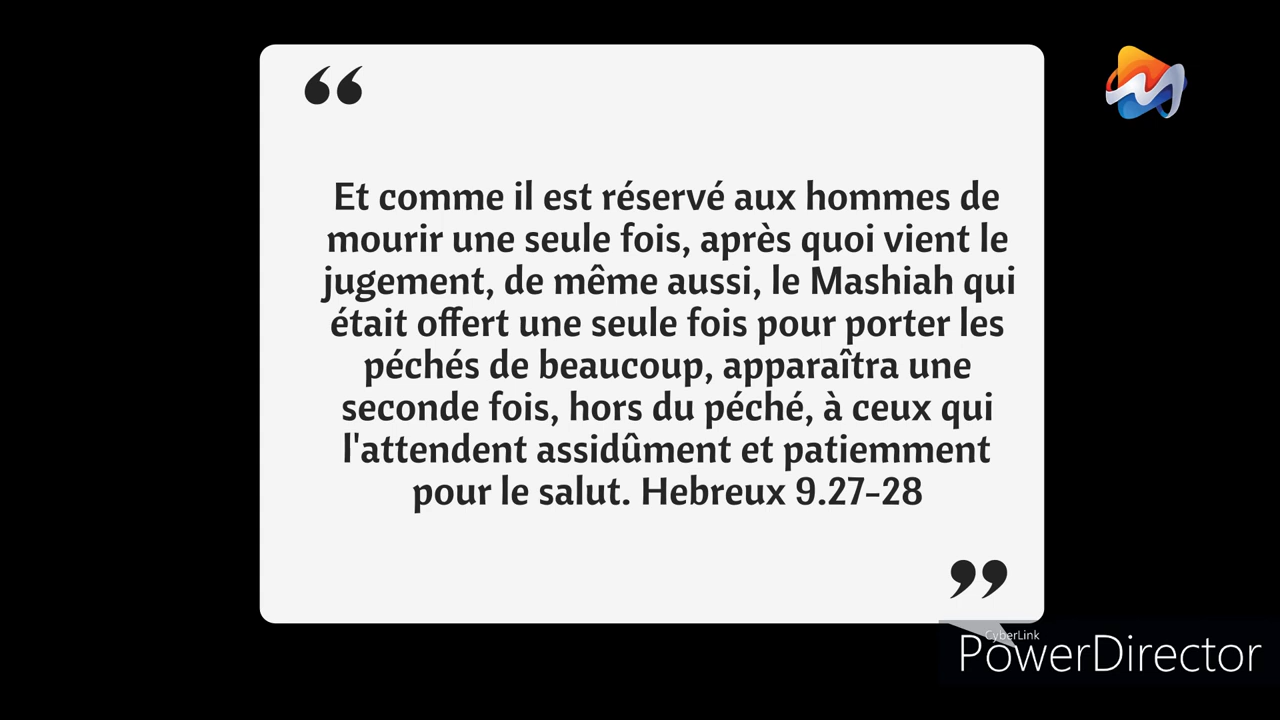 “
Et comme il est réservé aux hommes de
mourir une seule fois, après quoi vient le
jugement, de même aussi, le Mashiah qui
était offert une seule fois pour porter les
péchés de beaucoup, apparaîtra une
seconde fois, hors du péché, à ceux qui
l'attendent assidûment et patiemment
pour le salut. Hebreux 9.27-28
”
CyberLink
PowerDirector